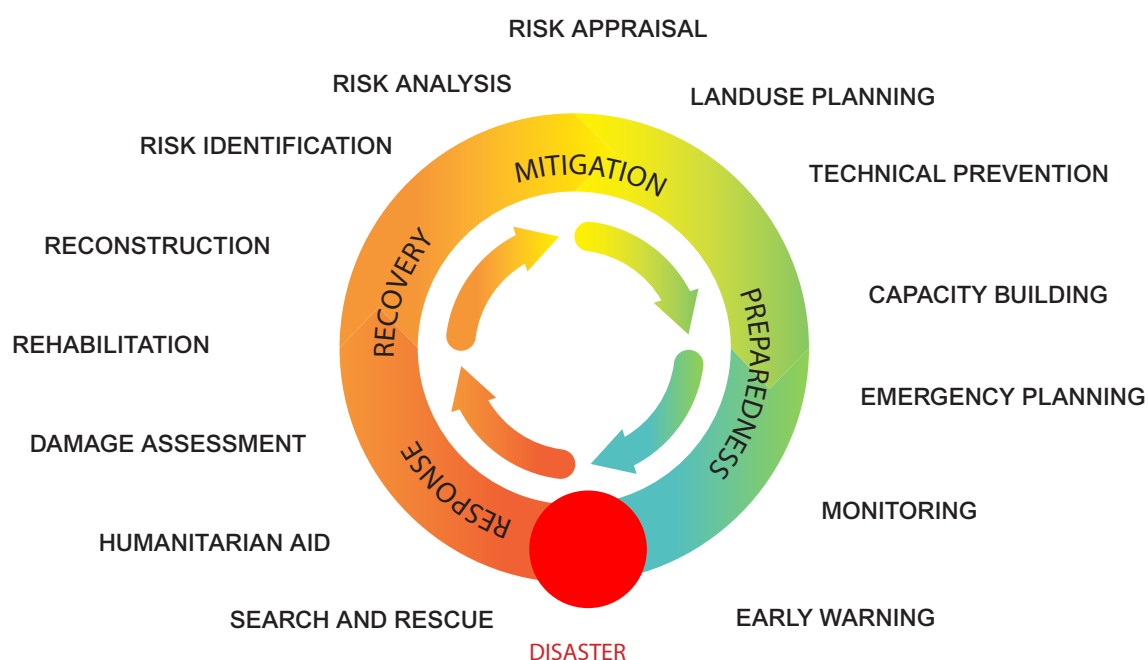 RISK APPRAISAL
RISK ANALYSIS
LANDUSE PLANNING
RISK IDENTIFICATION
MITIGATION
TECHNICAL PREVENTION
RECONSTRUCTION
RECOVERY
PREPAREDNESS
CAPACITY BUILDING
REHABILITATION
EMERGENCY PLANNING
DAMAGE ASSESSMENT
RESPONSE
MONITORING
HUMANITARIAN AID
SEARCH AND RESCUE
EARLY WARNING
DISASTER